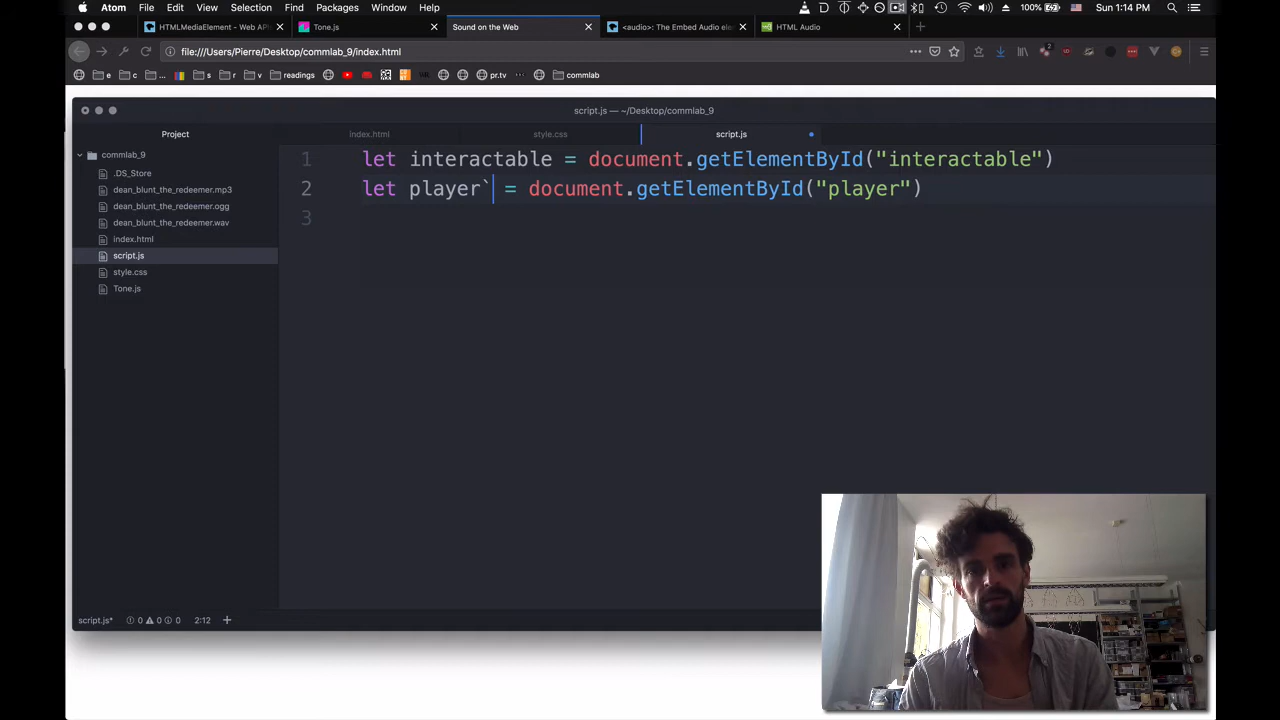 Atom File Edit View Selection Find Packages Window Help 100% Sun 1:14 PM
HTMLMediaElement - Web AP Tone.js Sound on the Web <audio>: The Embed Audio ele HTML Audio
file:///Users/Pierre/Desktop/commlab_9/index.html
e c ... s r v readings pr.tv commlab
script.js — ~/Desktop/commlab_9
Project index.html style.css script.js
commlab_9
.DS_Store
dean_blunt_the_redeemer.mp3
dean_blunt_the_redeemer.ogg
dean_blunt_the_redeemer.wav
index.html
script.js
style.css
Tone.js
1 let interactable = document.getElementById("interactable")
2 let player` = document.getElementById("player")
3
script.js* 0 0 0 2:12 +